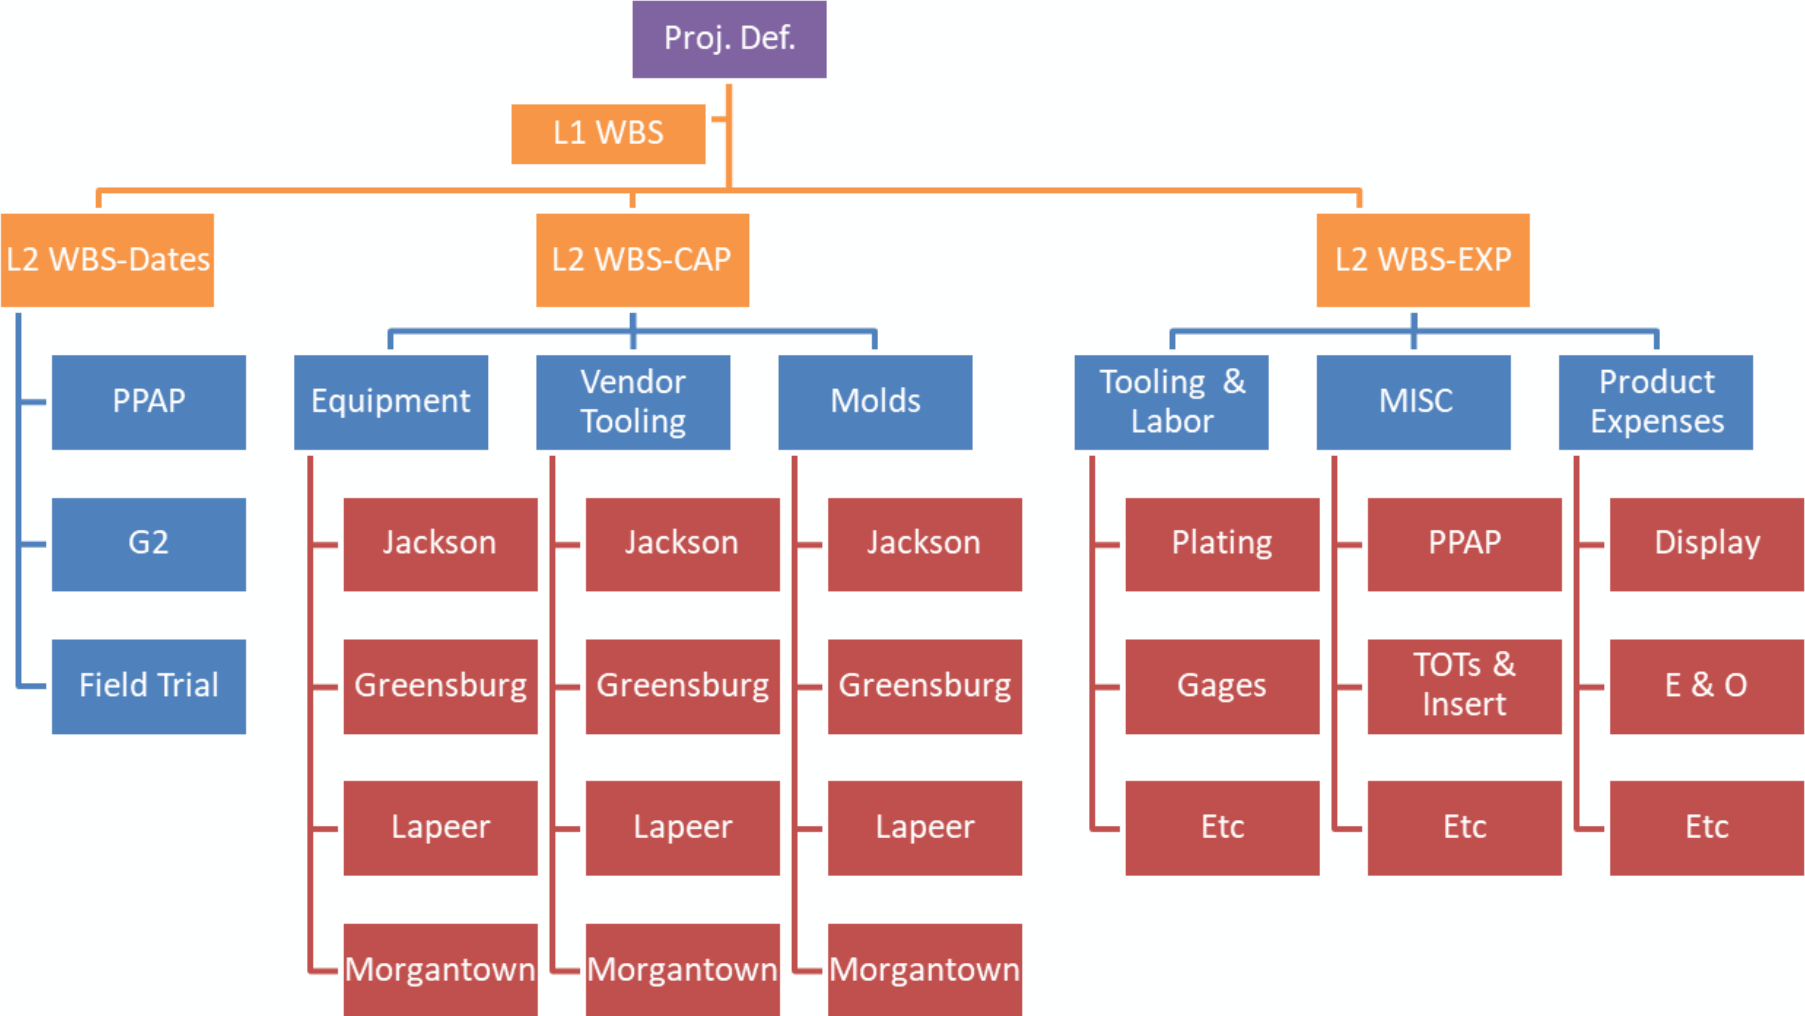 Proj. Def.
L1 WBS
L2 WBS-Dates
L2 WBS-CAP
L2 WBS-EXP
PPAP
G2
Field Trial
Equipment
Jackson
Greensburg
Lapeer
Morgantown
Vendor
Tooling
Jackson
Greensburg
Lapeer
Morgantown
Molds
Jackson
Greensburg
Lapeer
Morgantown
Tooling &
Labor
Plating
Gages
Etc
MISC
PPAP
TOTs &
Insert
Etc
Product
Expenses
Display
E & O
Etc